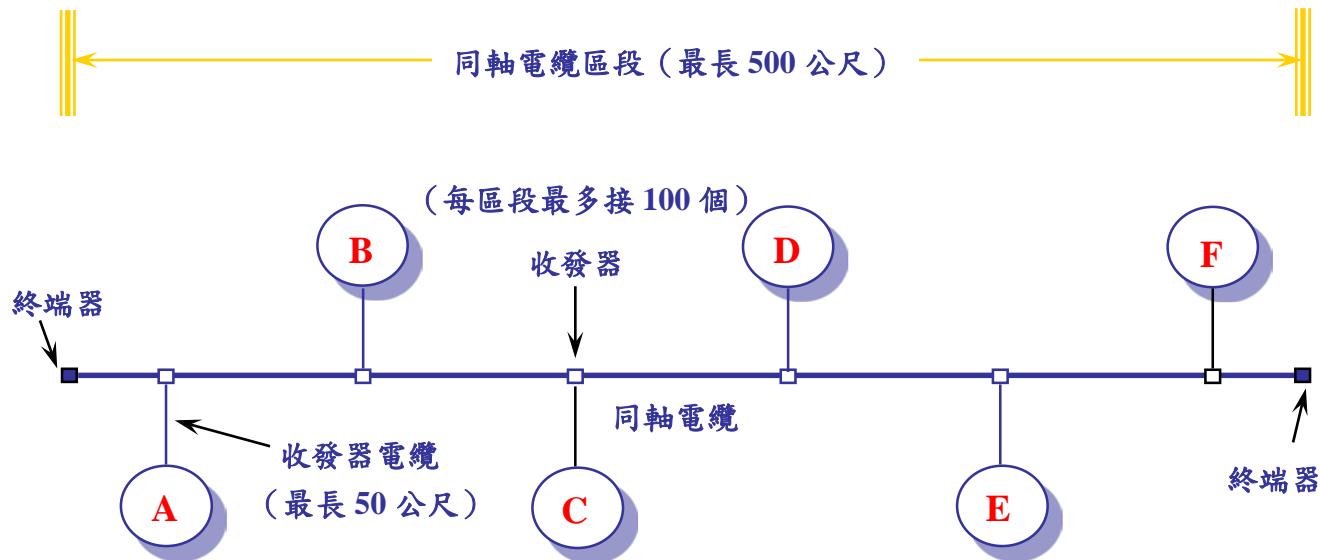 同軸電纜區段（最長 500 公尺）
（每區段最多接 100 個）
B
D
F
收發器
終端器
同軸電纜
收發器電纜
（最長 50 公尺）
A
C
E
終端器